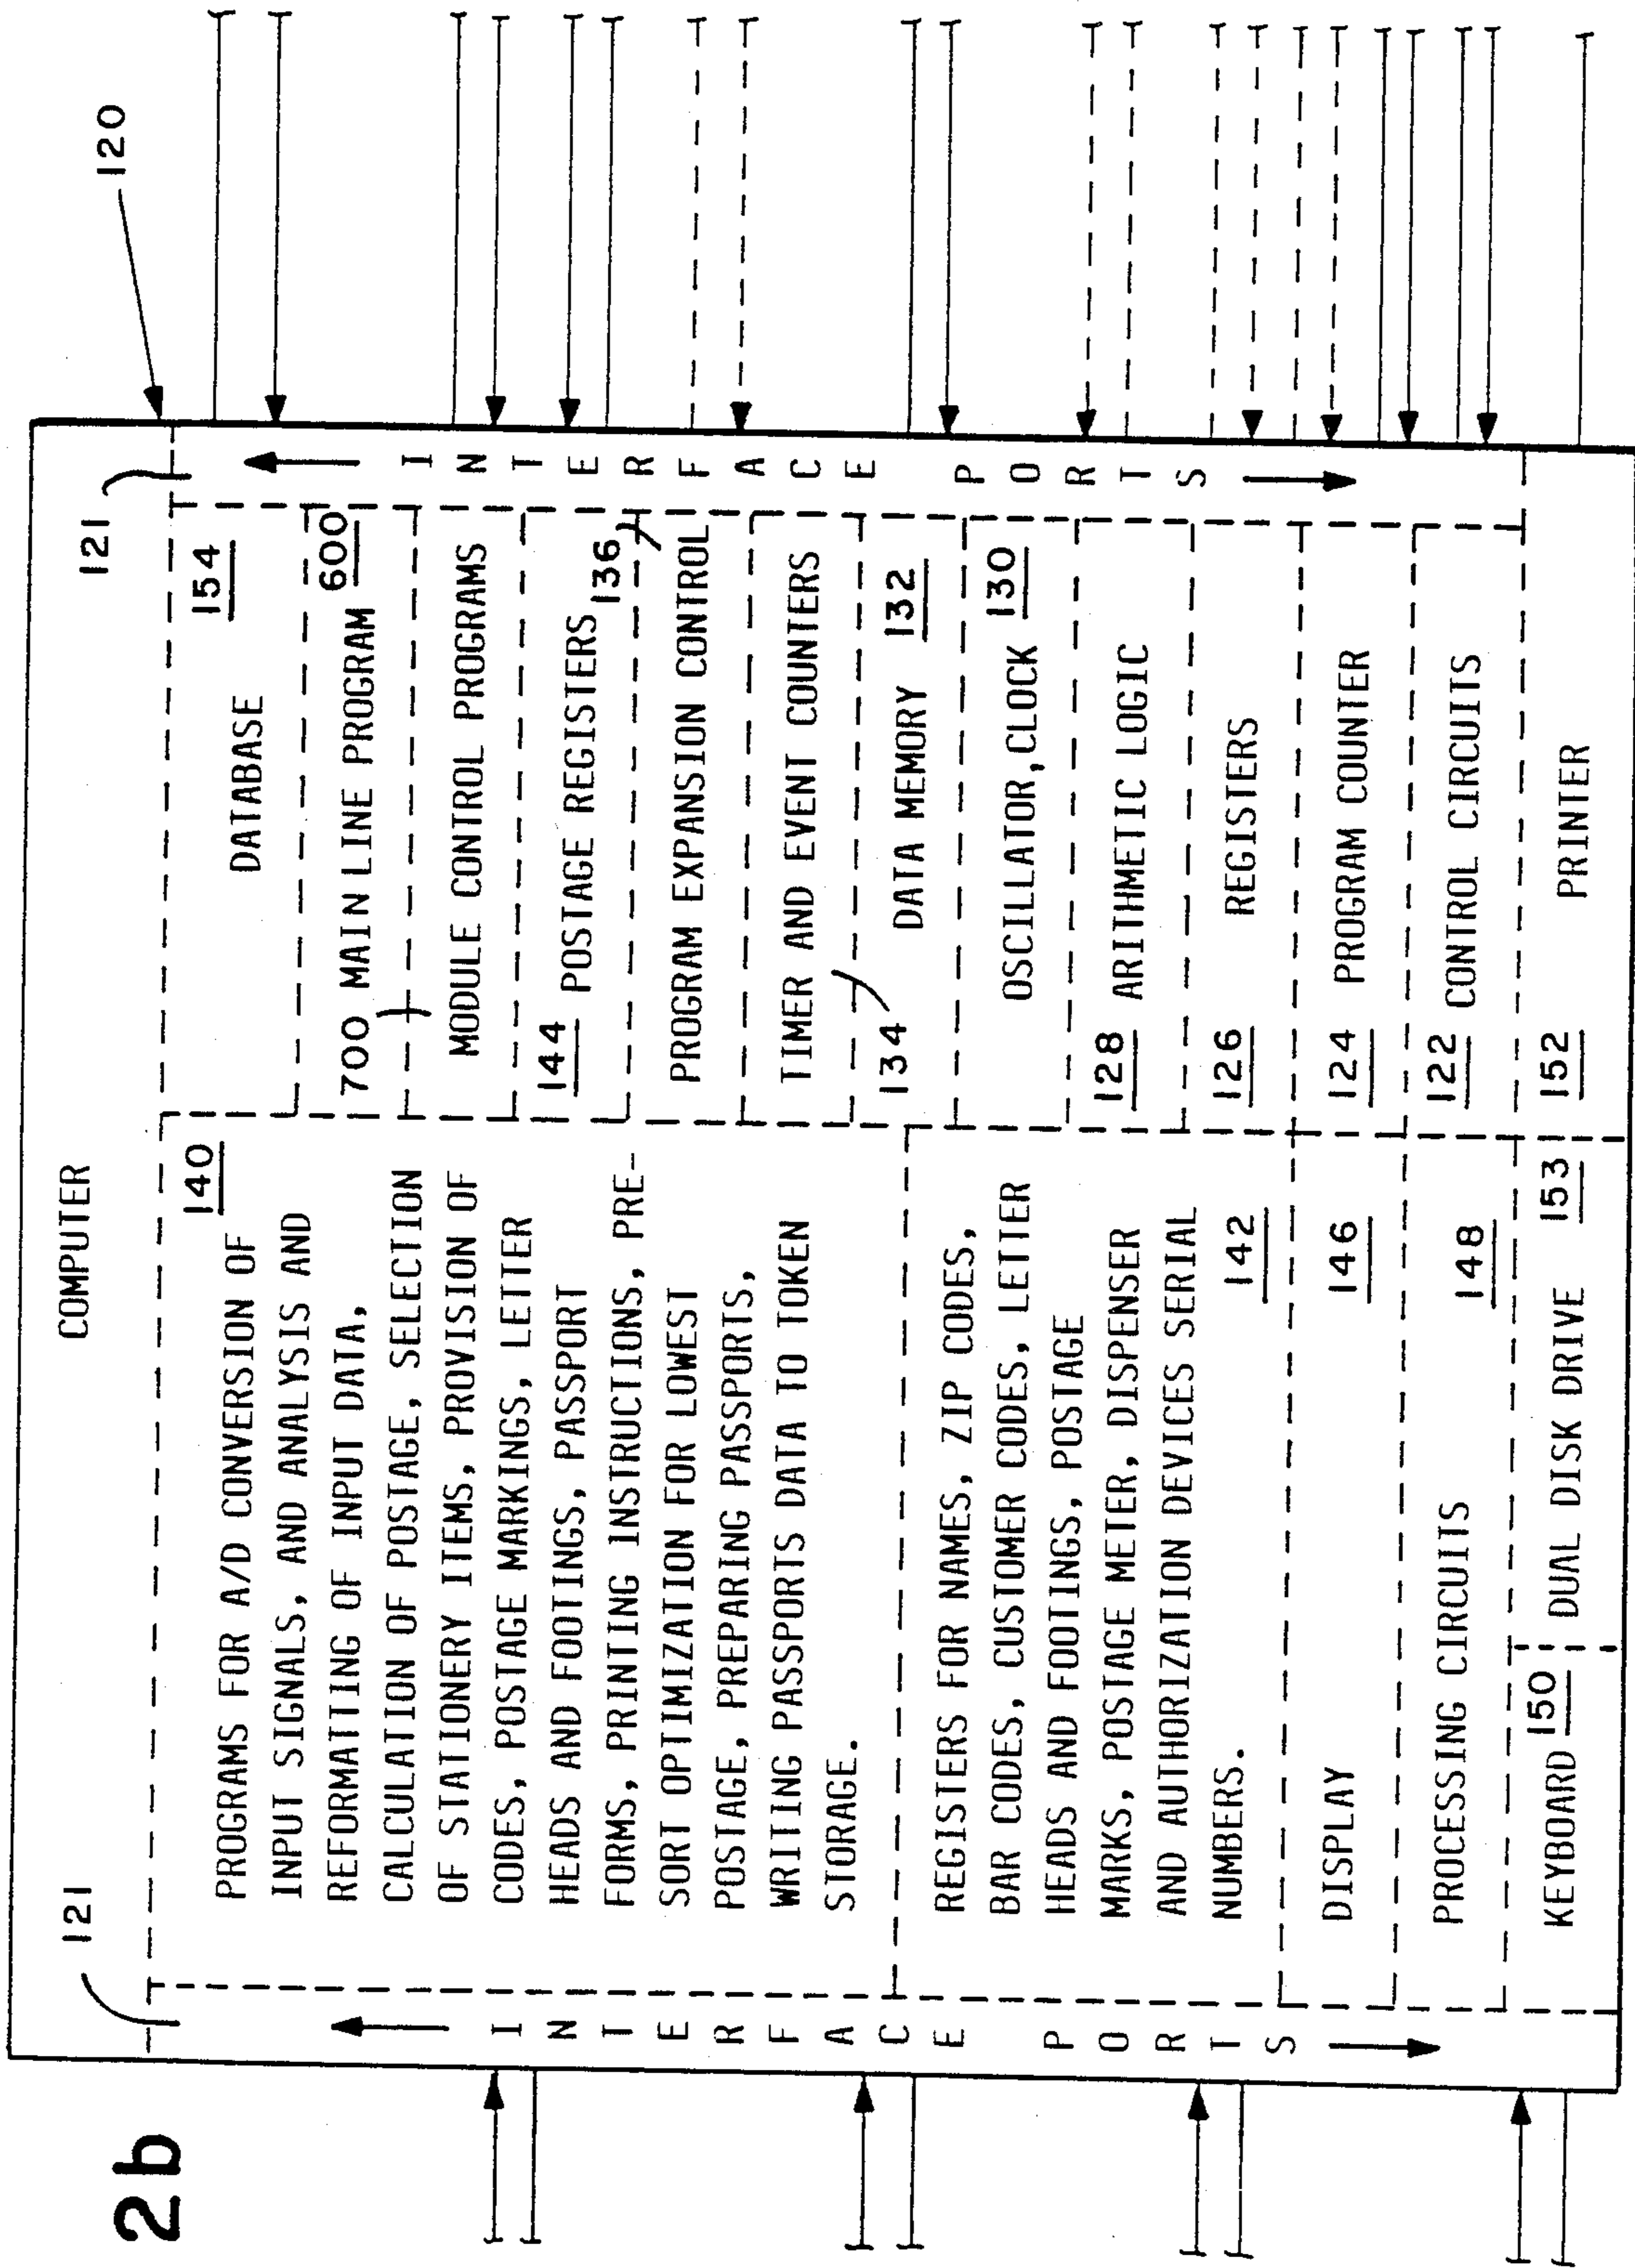 2b
120
COMPUTER
121
121
INTERFACE PORTS
140
PROGRAMS FOR A/D CONVERSION OF
INPUT SIGNALS, AND ANALYSIS AND
REFORMATTING OF INPUT DATA,
CALCULATION OF POSTAGE, SELECTION
OF STATIONERY ITEMS, PROVISION OF
CODES, POSTAGE MARKINGS, LETTER
HEADS AND FOOTINGS, PASSPORT
FORMS, PRINTING INSTRUCTIONS, PRE-
SORT OPTIMIZATION FOR LOWEST
POSTAGE, PREPARING PASSPORTS,
WRITING PASSPORTS DATA TO TOKEN
STORAGE.
REGISTERS FOR NAMES, ZIP CODES,
BAR CODES, CUSTOMER CODES, LETTER
HEADS AND FOOTINGS, POSTAGE
MARKS, POSTAGE METER, DISPENSER
AND AUTHORIZATION DEVICES SERIAL
NUMBERS. 142
DISPLAY 146
PROCESSING CIRCUITS 148
KEYBOARD 150
DUAL DISK DRIVE 153
154
DATABASE
700 MAIN LINE PROGRAM 600
MODULE CONTROL PROGRAMS
144 POSTAGE REGISTERS 136
PROGRAM EXPANSION CONTROL
TIMER AND EVENT COUNTERS
134 DATA MEMORY 132
OSCILLATOR, CLOCK 130
128 ARITHMETIC LOGIC
126 REGISTERS
124 PROGRAM COUNTER
122 CONTROL CIRCUITS
152 PRINTER
INTERFACE PORTS